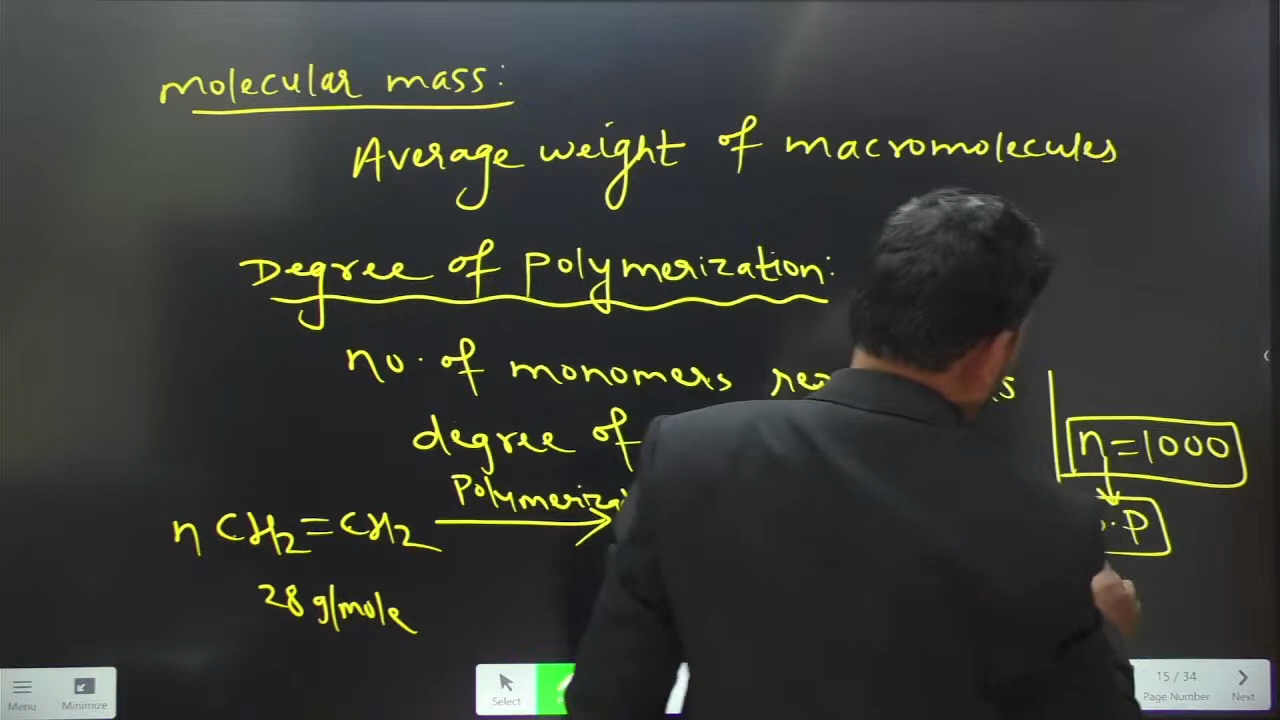 molecular mass:
Average weight of macromolecules
Degree of Polymerization:
no. of monomers
degree of
n=1000
n CH2=CH2
.P
28 g/mole
Menu
Minimize
Select
15 / 34
Page Number
Next